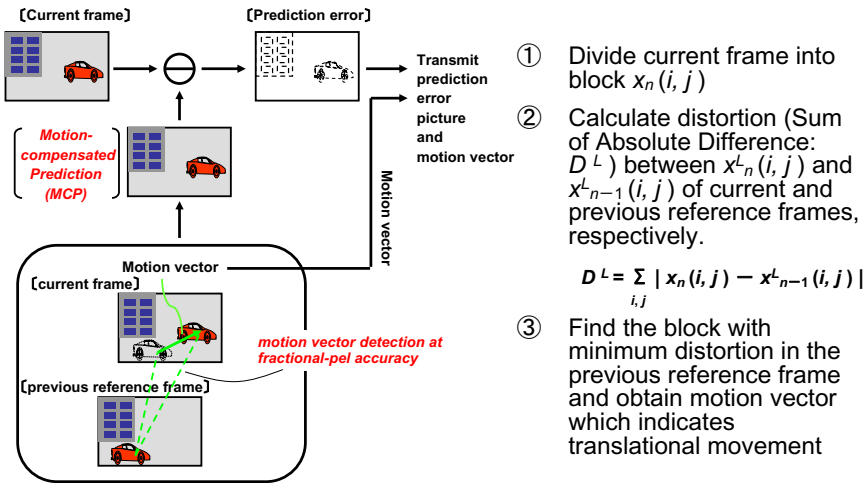 〔Current frame〕
〔Prediction error〕
Transmit
prediction
error
picture
and
motion vector
Motion-
compensated
Prediction
(MCP)
Motion vector
Motion vector
〔current frame〕
motion vector detection at
fractional-pel accuracy
〔previous reference frame〕
① Divide current frame into
block xₙ (i, j )
② Calculate distortion (Sum
of Absolute Difference:
D ᴸ ) between xᴸₙ (i, j ) and
xᴸₙ₋₁ (i, j ) of current and
previous reference frames,
respectively.
D ᴸ = Σ | xₙ (i, j ) − xᴸₙ₋₁ (i, j ) |
i, j
③ Find the block with
minimum distortion in the
previous reference frame
and obtain motion vector
which indicates
translational movement